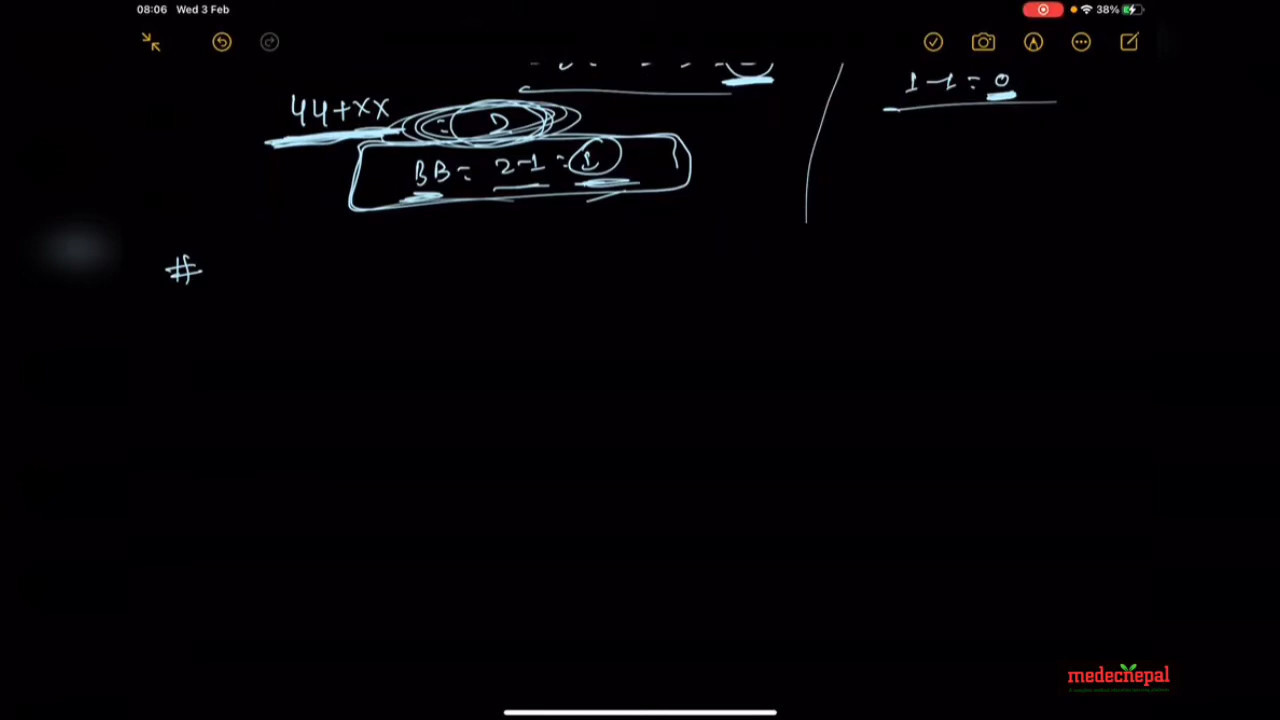 08:06 Wed 3 Feb
38%
1-1 = 0
44+xx = 2
BB = 2-1 = 1
#
medecnepal